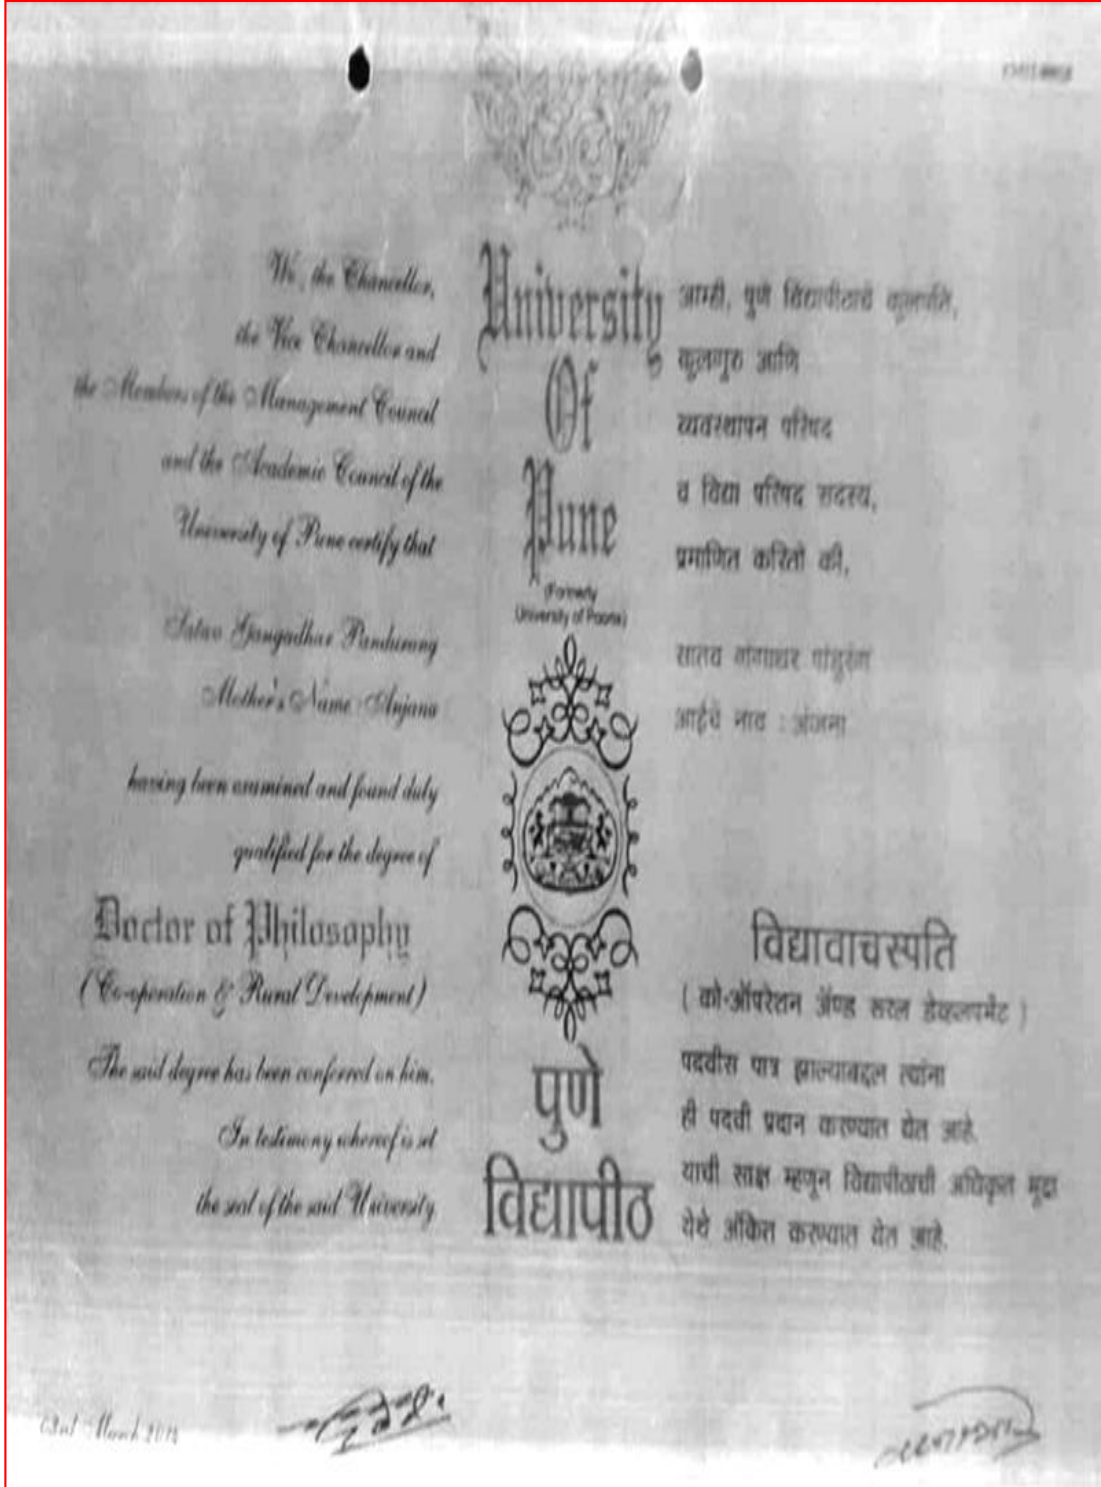 We, the Chancellor,
the Vice Chancellor and
the Members of the Management Council
and the Academic Council of the
University of Pune certify that
Satav Gangadhar Pandurang
Mother's Name : Anjana
having been examined and found duly
qualified for the degree of
Doctor of Philosophy
(Co-operation & Rural Development)
The said degree has been conferred on him.
In testimony whereof is set
the seal of the said University
University
Of
Pune
(Formerly
University of Poona)
पुणे
विद्यापीठ
आम्ही, पुणे विद्यापीठाचे कुलपति,
कुलगुरु आणि
व्यवस्थापन परिषद
व विद्या परिषद सदस्य,
प्रमाणित करितो की,
सातव गंगाधर पांडुरंग
आईचे नाव : अंजना
विद्यावाचस्पति
( को-ऑपरेशन ॲण्ड रूरल डेव्हलपमेंट )
पदवीस पात्र झाल्याबद्दल त्यांना
ही पदवी प्रदान करण्यात येत आहे.
याची साक्ष म्हणून विद्यापीठाची अधिकृत मुद्रा
येथे अंकित करण्यात येत आहे.
March